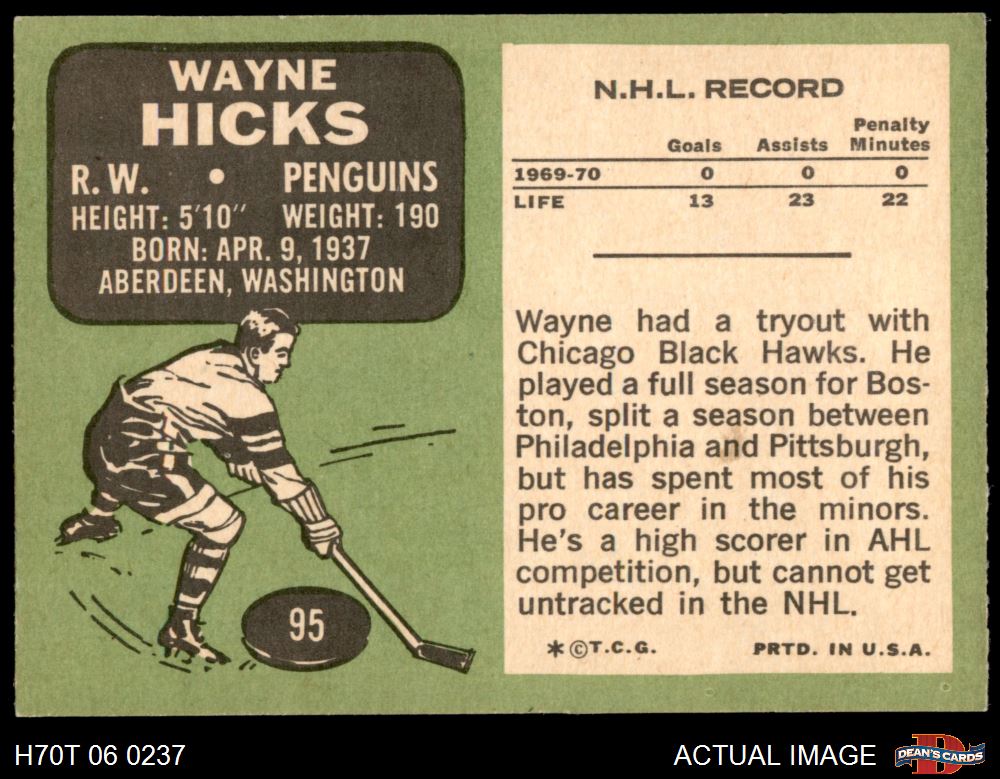 WAYNE
HICKS
R. W. • PENGUINS
HEIGHT: 5'10" WEIGHT: 190
BORN: APR. 9, 1937
ABERDEEN, WASHINGTON
95
N.H.L. RECORD
Goals Assists Penalty Minutes
1969-70 0 0 0
LIFE 13 23 22
Wayne had a tryout with
Chicago Black Hawks. He
played a full season for Bos-
ton, split a season between
Philadelphia and Pittsburgh,
but has spent most of his
pro career in the minors.
He's a high scorer in AHL
competition, but cannot get
untracked in the NHL.
*©T.C.G. PRTD. IN U.S.A.
H70T 06 0237 ACTUAL IMAGE DEAN'S CARDS